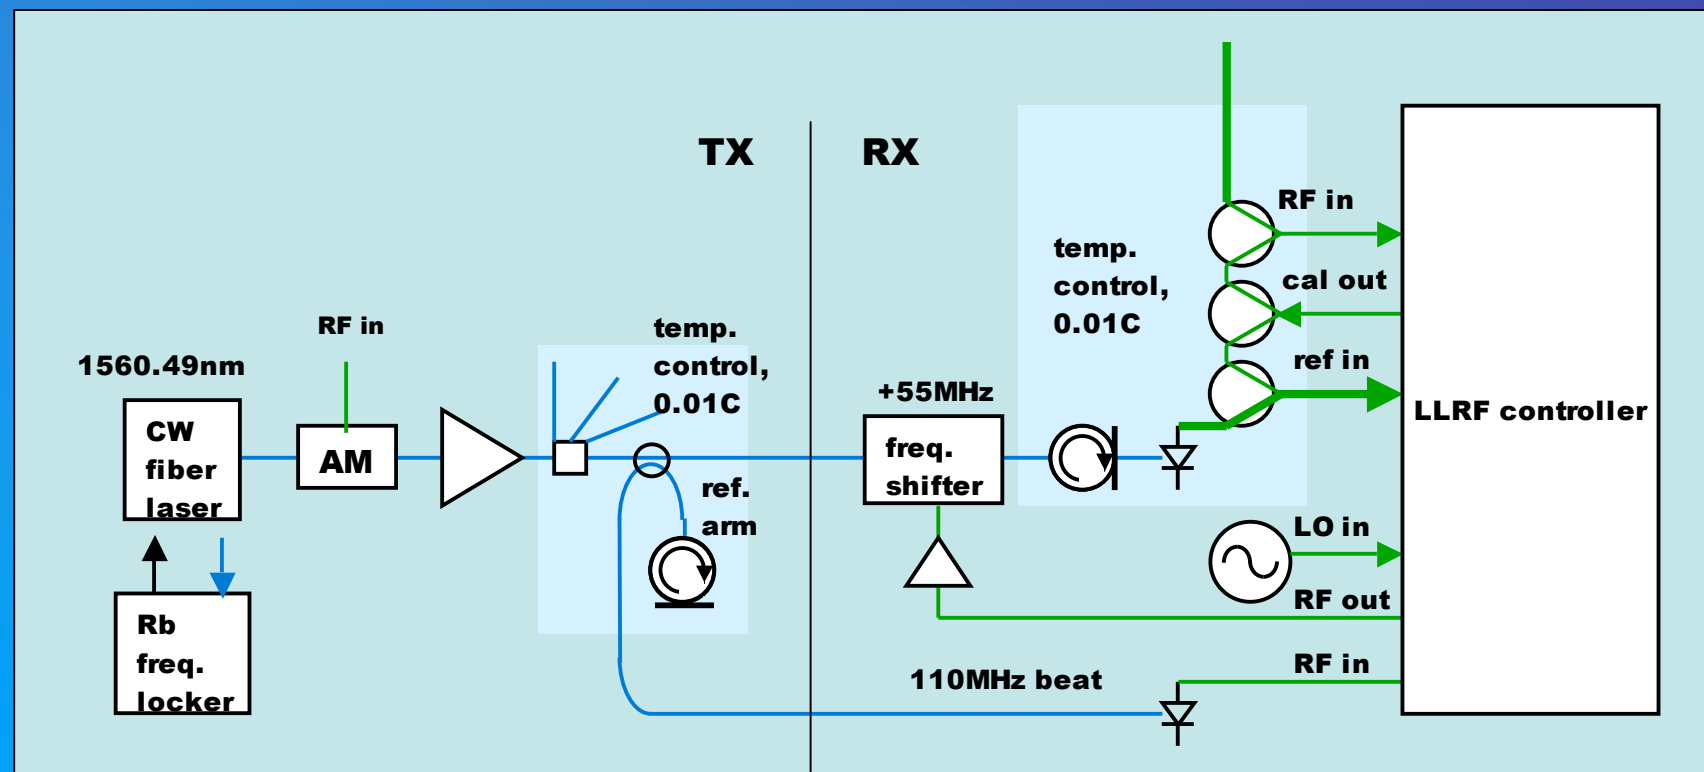 TX
RX
RF in
temp.
control,
0.01C
cal out
ref in
RF in
1560.49nm
temp.
control,
0.01C
+55MHz
LLRF controller
CW
fiber
laser
AM
freq.
shifter
ref.
arm
LO in
RF out
Rb
freq.
locker
110MHz beat
RF in